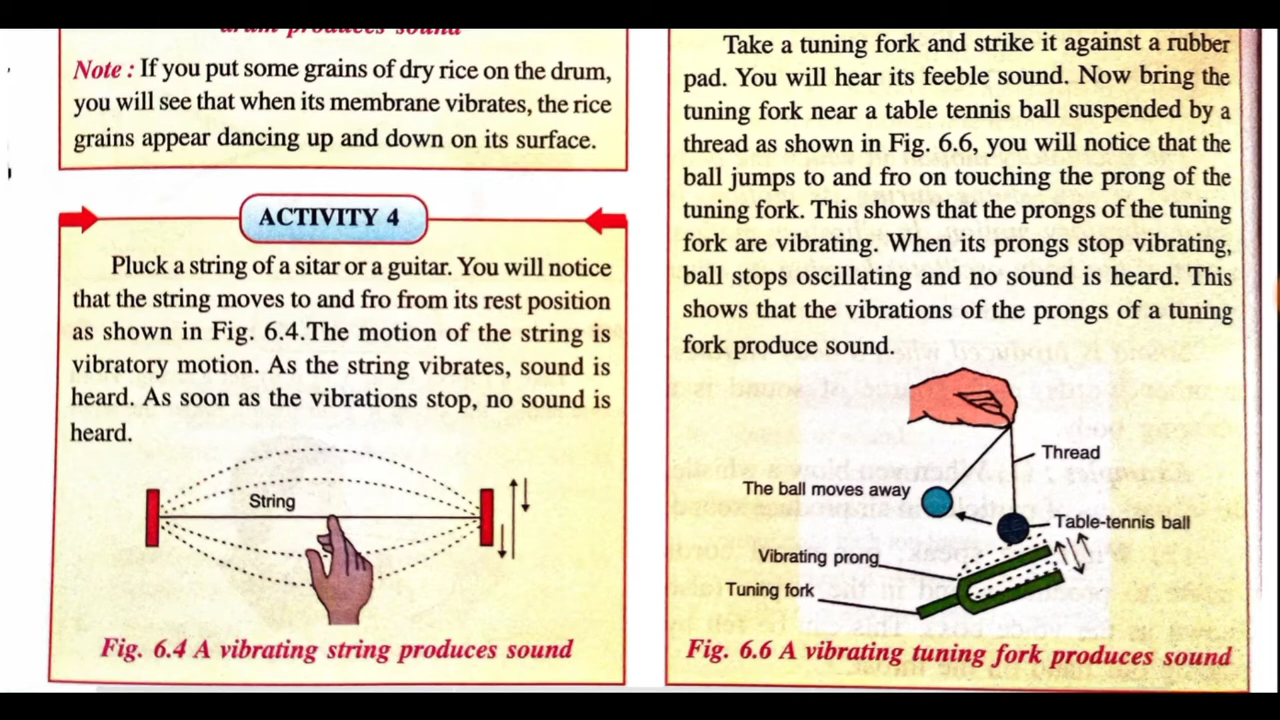 drum produces sound
Note : If you put some grains of dry rice on the drum,
you will see that when its membrane vibrates, the rice
grains appear dancing up and down on its surface.
ACTIVITY 4
Pluck a string of a sitar or a guitar. You will notice
that the string moves to and fro from its rest position
as shown in Fig. 6.4.The motion of the string is
vibratory motion. As the string vibrates, sound is
heard. As soon as the vibrations stop, no sound is
heard.
String
Fig. 6.4 A vibrating string produces sound
Take a tuning fork and strike it against a rubber
pad. You will hear its feeble sound. Now bring the
tuning fork near a table tennis ball suspended by a
thread as shown in Fig. 6.6, you will notice that the
ball jumps to and fro on touching the prong of the
tuning fork. This shows that the prongs of the tuning
fork are vibrating. When its prongs stop vibrating,
ball stops oscillating and no sound is heard. This
shows that the vibrations of the prongs of a tuning
fork produce sound.
Thread
The ball moves away
Table-tennis ball
Vibrating prong
Tuning fork
Fig. 6.6 A vibrating tuning fork produces sound